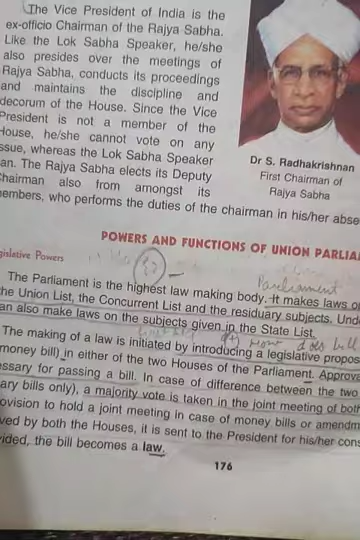 The Vice President of India is the
ex-officio Chairman of the Rajya Sabha.
Like the Lok Sabha Speaker, he/she
also presides over the meetings of
Rajya Sabha, conducts its proceedings
and maintains the discipline and
decorum of the House. Since the Vice
President is not a member of the
House, he/she cannot vote on any
ssue, whereas the Lok Sabha Speaker
an. The Rajya Sabha elects its Deputy
hairman also from amongst its
embers, who performs the duties of the chairman in his/her abse
Dr S. Radhakrishnan
First Chairman of
Rajya Sabha
POWERS AND FUNCTIONS OF UNION PARLIA
gislative Powers
Parliament
The Parliament is the highest law making body. It makes laws o
the Union List, the Concurrent List and the residuary subjects. Und
an also make laws on the subjects given in the State List.
How does bill
The making of a law is initiated by introducing a legislative propos
money bill) in either of the two Houses of the Parliament. Approva
essary for passing a bill. In case of difference between the two
ary bills only), a majority vote is taken in the joint meeting of both
ovision to hold a joint meeting in case of money bills or amendm
ved by both the Houses, it is sent to the President for his/her cons
vided, the bill becomes a law.
176